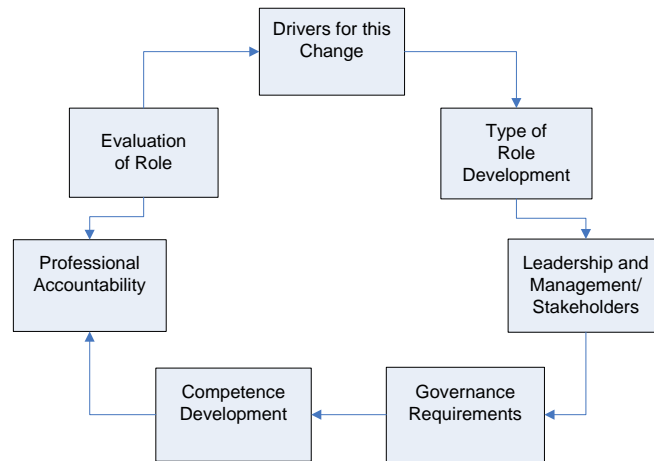 Drivers for this
Change
Evaluation
of Role
Type of
Role
Development
Professional
Accountability
Leadership and
Management/
Stakeholders
Competence
Development
Governance
Requirements